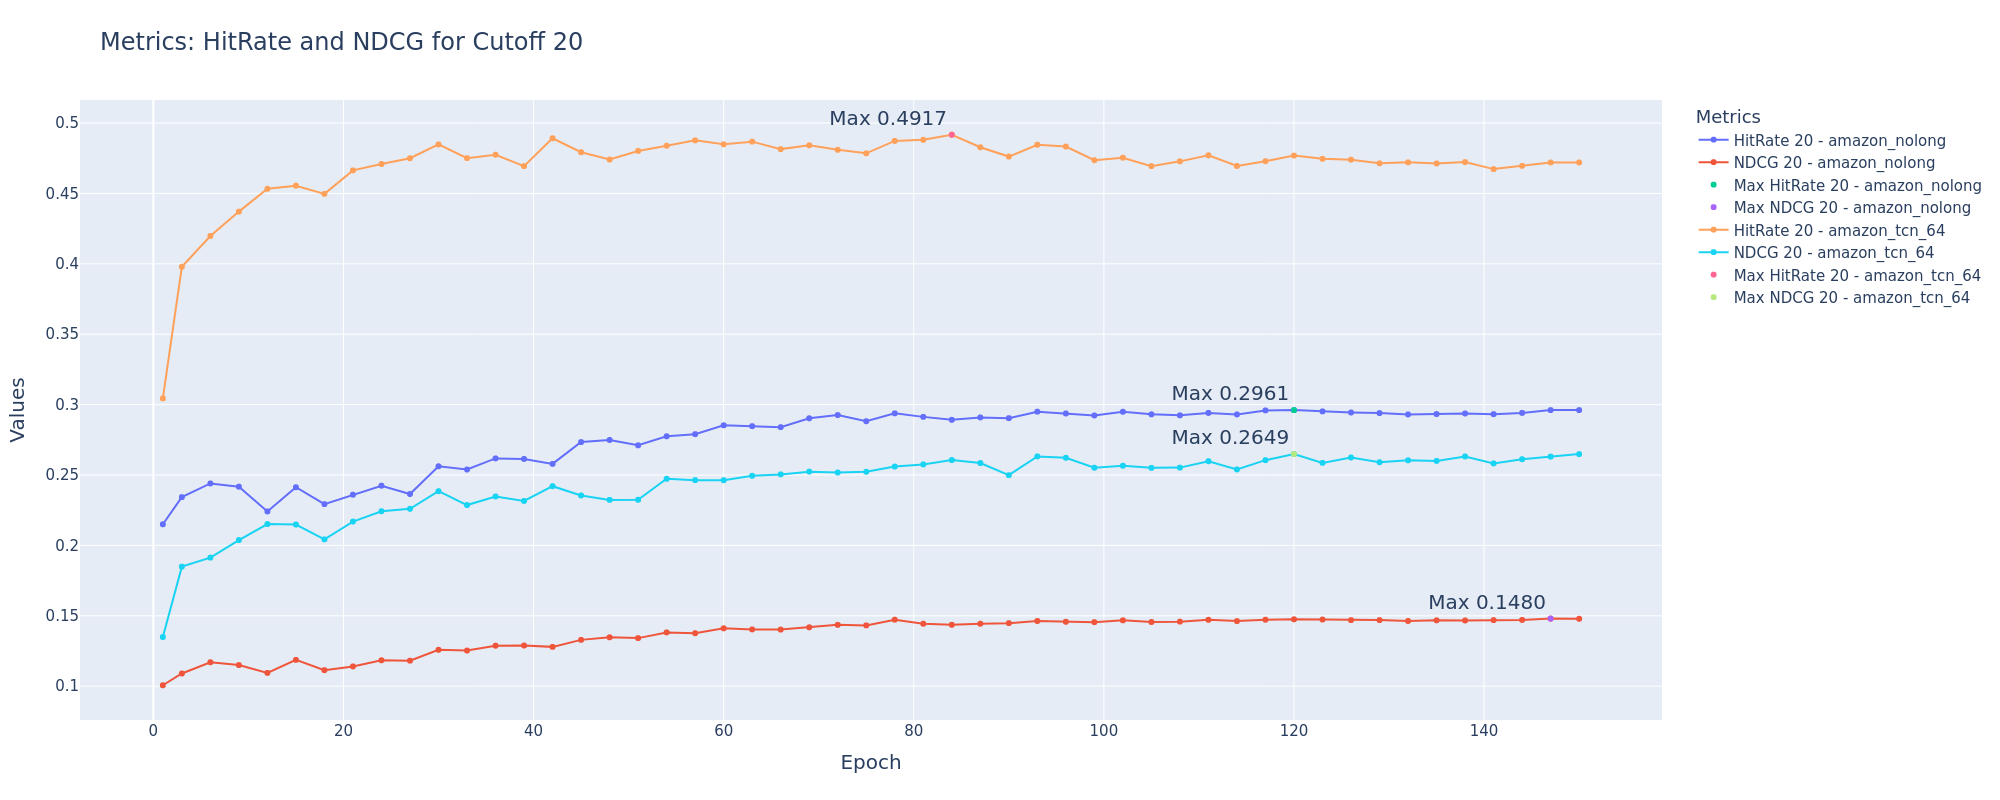 Metrics: HitRate and NDCG for Cutoff 20
Max 0.4917
Max 0.2961
Max 0.2649
Max 0.1480
0.5
0.45
0.4
0.35
0.3
0.25
0.2
0.15
0.1
Values
0 20 40 60 80 100 120 140
Epoch
Metrics
HitRate 20 - amazon_nolong
NDCG 20 - amazon_nolong
Max HitRate 20 - amazon_nolong
Max NDCG 20 - amazon_nolong
HitRate 20 - amazon_tcn_64
NDCG 20 - amazon_tcn_64
Max HitRate 20 - amazon_tcn_64
Max NDCG 20 - amazon_tcn_64